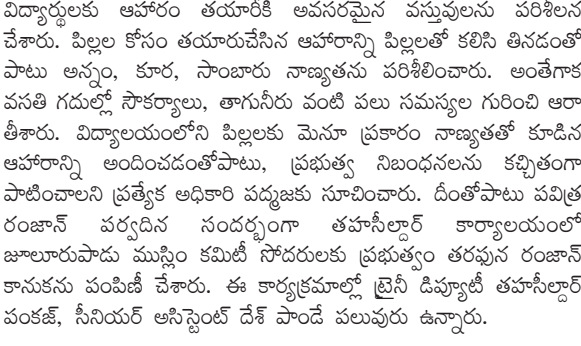 విద్యార్థులకు ఆహారం తయారీకి అవసరమైన వస్తువులను పరిశీలన
చేశారు. పిల్లల కోసం తయారుచేసిన ఆహారాన్ని పిల్లలతో కలిసి తినడంతో
పాటు అన్నం, కూర, సాంబారు నాణ్యతను పరిశీలించారు. అంతేగాక
వసతి గదుల్లో సౌకర్యాలు, తాగునీరు వంటి పలు సమస్యల గురించి ఆరా
తీశారు. విద్యాలయంలోని పిల్లలకు మెనూ ప్రకారం నాణ్యతతో కూడిన
ఆహారాన్ని అందించడంతోపాటు, ప్రభుత్వ నిబంధనలను కచ్చితంగా
పాటించాలని ప్రత్యేక అధికారి పద్మజకు సూచించారు. దీంతోపాటు పవిత్ర
రంజాన్ పర్వదిన సందర్భంగా తహసీల్దార్ కార్యాలయంలో
జూలూరుపాడు ముస్లిం కమిటీ సోదరులకు ప్రభుత్వం తరఫున రంజాన్
కానుకను పంపిణీ చేశారు. ఈ కార్యక్రమాల్లో ట్రైనీ డిప్యూటీ తహసీల్దార్
పంకజ్, సీనియర్ అసిస్టెంట్ దేశ్ పాండే పలువురు ఉన్నారు.